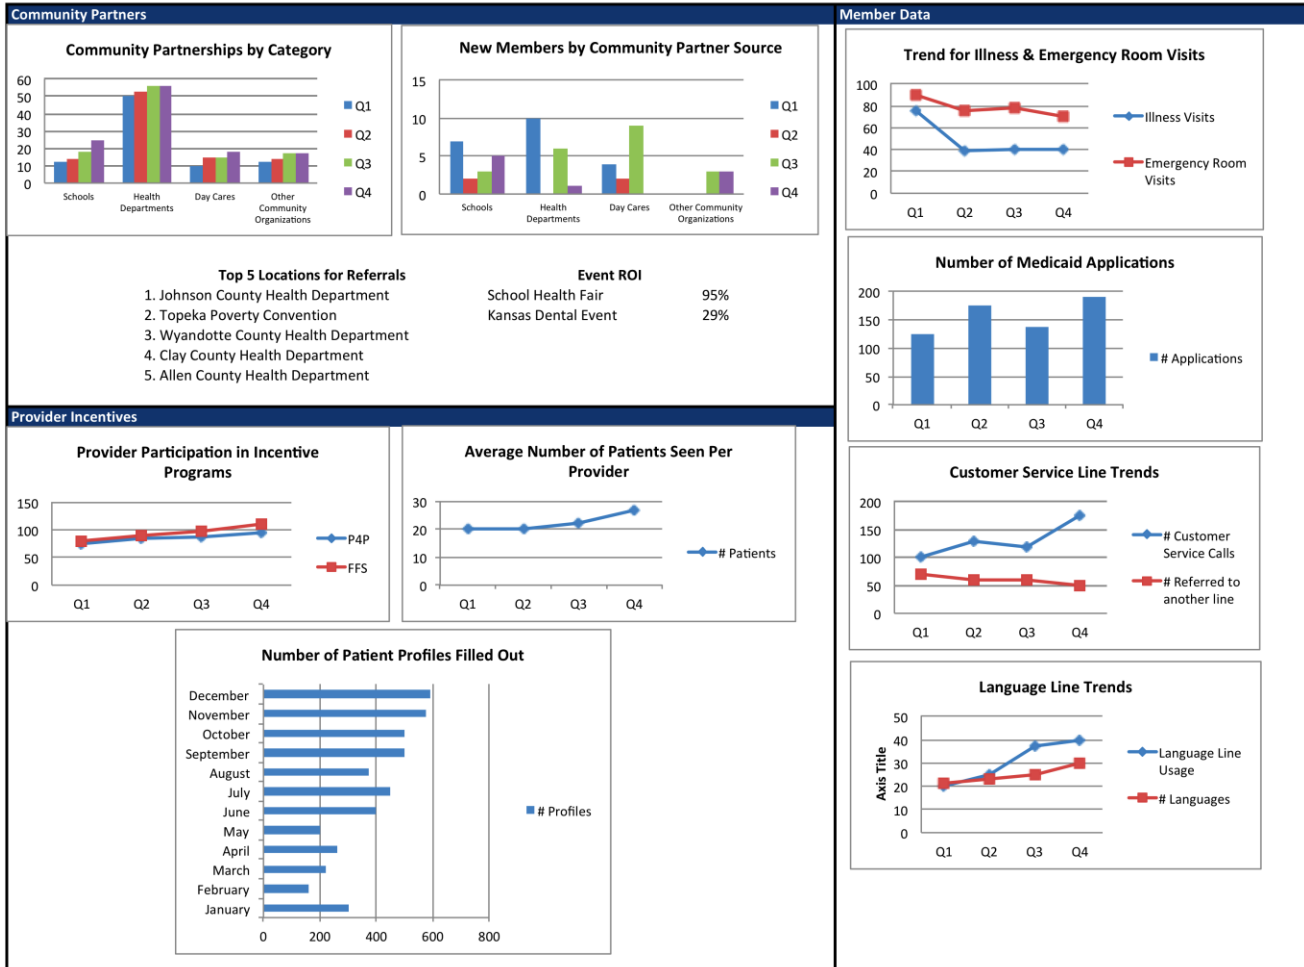 Community Partners
Community Partnerships by Category
60
50
40
30
20
10
0
Schools
Health
Departments
Day Cares
Other
Community
Organizations
Q1
Q2
Q3
Q4
New Members by Community Partner Source
15
10
5
0
Schools
Health
Departments
Day Cares
Other Community
Organizations
Q1
Q2
Q3
Q4
Top 5 Locations for Referrals
1. Johnson County Health Department
2. Topeka Poverty Convention
3. Wyandotte County Health Department
4. Clay County Health Department
5. Allen County Health Department
Event ROI
School Health Fair 95%
Kansas Dental Event 29%
Provider Incentives
Provider Participation in Incentive
Programs
150
100
50
0
Q1 Q2 Q3 Q4
P4P
FFS
Average Number of Patients Seen Per
Provider
30
20
10
0
Q1 Q2 Q3 Q4
# Patients
Number of Patient Profiles Filled Out
December
November
October
September
August
July
June
May
April
March
February
January
0 200 400 600 800
# Profiles
Member Data
Trend for Illness & Emergency Room Visits
100
80
60
40
20
0
Q1 Q2 Q3 Q4
Illness Visits
Emergency Room
Visits
Number of Medicaid Applications
200
150
100
50
0
Q1 Q2 Q3 Q4
# Applications
Customer Service Line Trends
200
150
100
50
0
Q1 Q2 Q3 Q4
# Customer
Service Calls
# Referred to
another line
Language Line Trends
Axis Title
50
40
30
20
10
0
Q1 Q2 Q3 Q4
Language Line
Usage
# Languages